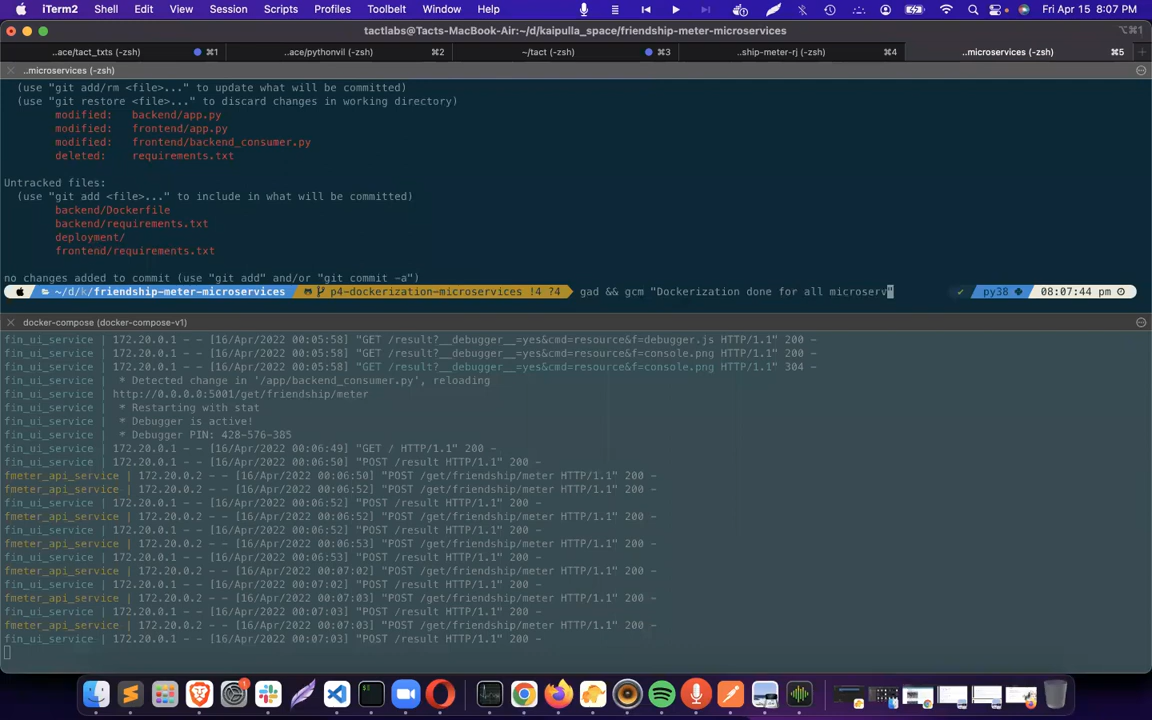 iTerm2 Shell Edit View Session Scripts Profiles Toolbelt Window Help Fri Apr 15 8:07 PM
tactlabs@Tacts-MacBook-Air:~/d/kaipulla_space/friendship-meter-microservices ⌥⌘1
..ace/tact_txts (-zsh) ⌘1 ..ace/pythonvil (-zsh) ⌘2 ~/tact (-zsh) ⌘3 ..ship-meter-rj (-zsh) ⌘4 ..microservices (-zsh) ⌘5
..microservices (-zsh)
(use "git add/rm <file>..." to update what will be committed)
(use "git restore <file>..." to discard changes in working directory)
modified: backend/app.py
modified: frontend/app.py
modified: frontend/backend_consumer.py
deleted: requirements.txt
Untracked files:
(use "git add <file>..." to include in what will be committed)
backend/Dockerfile
backend/requirements.txt
deployment/
frontend/requirements.txt
no changes added to commit (use "git add" and/or "git commit -a")
~/d/k/friendship-meter-microservices p4-dockerization-microservices !4 ?4 gad && gcm "Dockerization done for all microserv" ✓ py38 08:07:44 pm
docker-compose (docker-compose-v1)
fin_ui_service | 172.20.0.1 - - [16/Apr/2022 00:05:58] "GET /result?__debugger__=yes&cmd=resource&f=debugger.js HTTP/1.1" 200 -
fin_ui_service | 172.20.0.1 - - [16/Apr/2022 00:05:58] "GET /result?__debugger__=yes&cmd=resource&f=console.png HTTP/1.1" 200 -
fin_ui_service | 172.20.0.1 - - [16/Apr/2022 00:05:58] "GET /result?__debugger__=yes&cmd=resource&f=console.png HTTP/1.1" 304 -
fin_ui_service | * Detected change in '/app/backend_consumer.py', reloading
fin_ui_service | http://0.0.0.0:5001/get/friendship/meter
fin_ui_service | * Restarting with stat
fin_ui_service | * Debugger is active!
fin_ui_service | * Debugger PIN: 428-576-385
fin_ui_service | 172.20.0.1 - - [16/Apr/2022 00:06:49] "GET / HTTP/1.1" 200 -
fin_ui_service | 172.20.0.1 - - [16/Apr/2022 00:06:50] "POST /result HTTP/1.1" 200 -
fmeter_api_service | 172.20.0.2 - - [16/Apr/2022 00:06:50] "POST /get/friendship/meter HTTP/1.1" 200 -
fmeter_api_service | 172.20.0.2 - - [16/Apr/2022 00:06:52] "POST /get/friendship/meter HTTP/1.1" 200 -
fin_ui_service | 172.20.0.1 - - [16/Apr/2022 00:06:52] "POST /result HTTP/1.1" 200 -
fmeter_api_service | 172.20.0.2 - - [16/Apr/2022 00:06:52] "POST /get/friendship/meter HTTP/1.1" 200 -
fin_ui_service | 172.20.0.1 - - [16/Apr/2022 00:06:52] "POST /result HTTP/1.1" 200 -
fmeter_api_service | 172.20.0.2 - - [16/Apr/2022 00:06:53] "POST /get/friendship/meter HTTP/1.1" 200 -
fin_ui_service | 172.20.0.1 - - [16/Apr/2022 00:06:53] "POST /result HTTP/1.1" 200 -
fmeter_api_service | 172.20.0.2 - - [16/Apr/2022 00:07:02] "POST /get/friendship/meter HTTP/1.1" 200 -
fin_ui_service | 172.20.0.1 - - [16/Apr/2022 00:07:02] "POST /result HTTP/1.1" 200 -
fmeter_api_service | 172.20.0.2 - - [16/Apr/2022 00:07:03] "POST /get/friendship/meter HTTP/1.1" 200 -
fin_ui_service | 172.20.0.1 - - [16/Apr/2022 00:07:03] "POST /result HTTP/1.1" 200 -
fmeter_api_service | 172.20.0.2 - - [16/Apr/2022 00:07:03] "POST /get/friendship/meter HTTP/1.1" 200 -
fin_ui_service | 172.20.0.1 - - [16/Apr/2022 00:07:03] "POST /result HTTP/1.1" 200 -